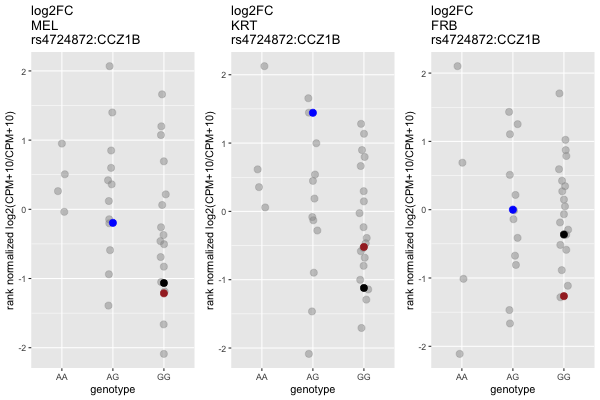 log2FC
MEL
rs4724872:CCZ1B
rank normalized log2(CPM+10/CPM+10)
2
1
0
-1
-2
AA
AG
GG
genotype
log2FC
KRT
rs4724872:CCZ1B
rank normalized log2(CPM+10/CPM+10)
2
1
0
-1
-2
AA
AG
GG
genotype
log2FC
FRB
rs4724872:CCZ1B
rank normalized log2(CPM+10/CPM+10)
2
1
0
-1
-2
AA
AG
GG
genotype